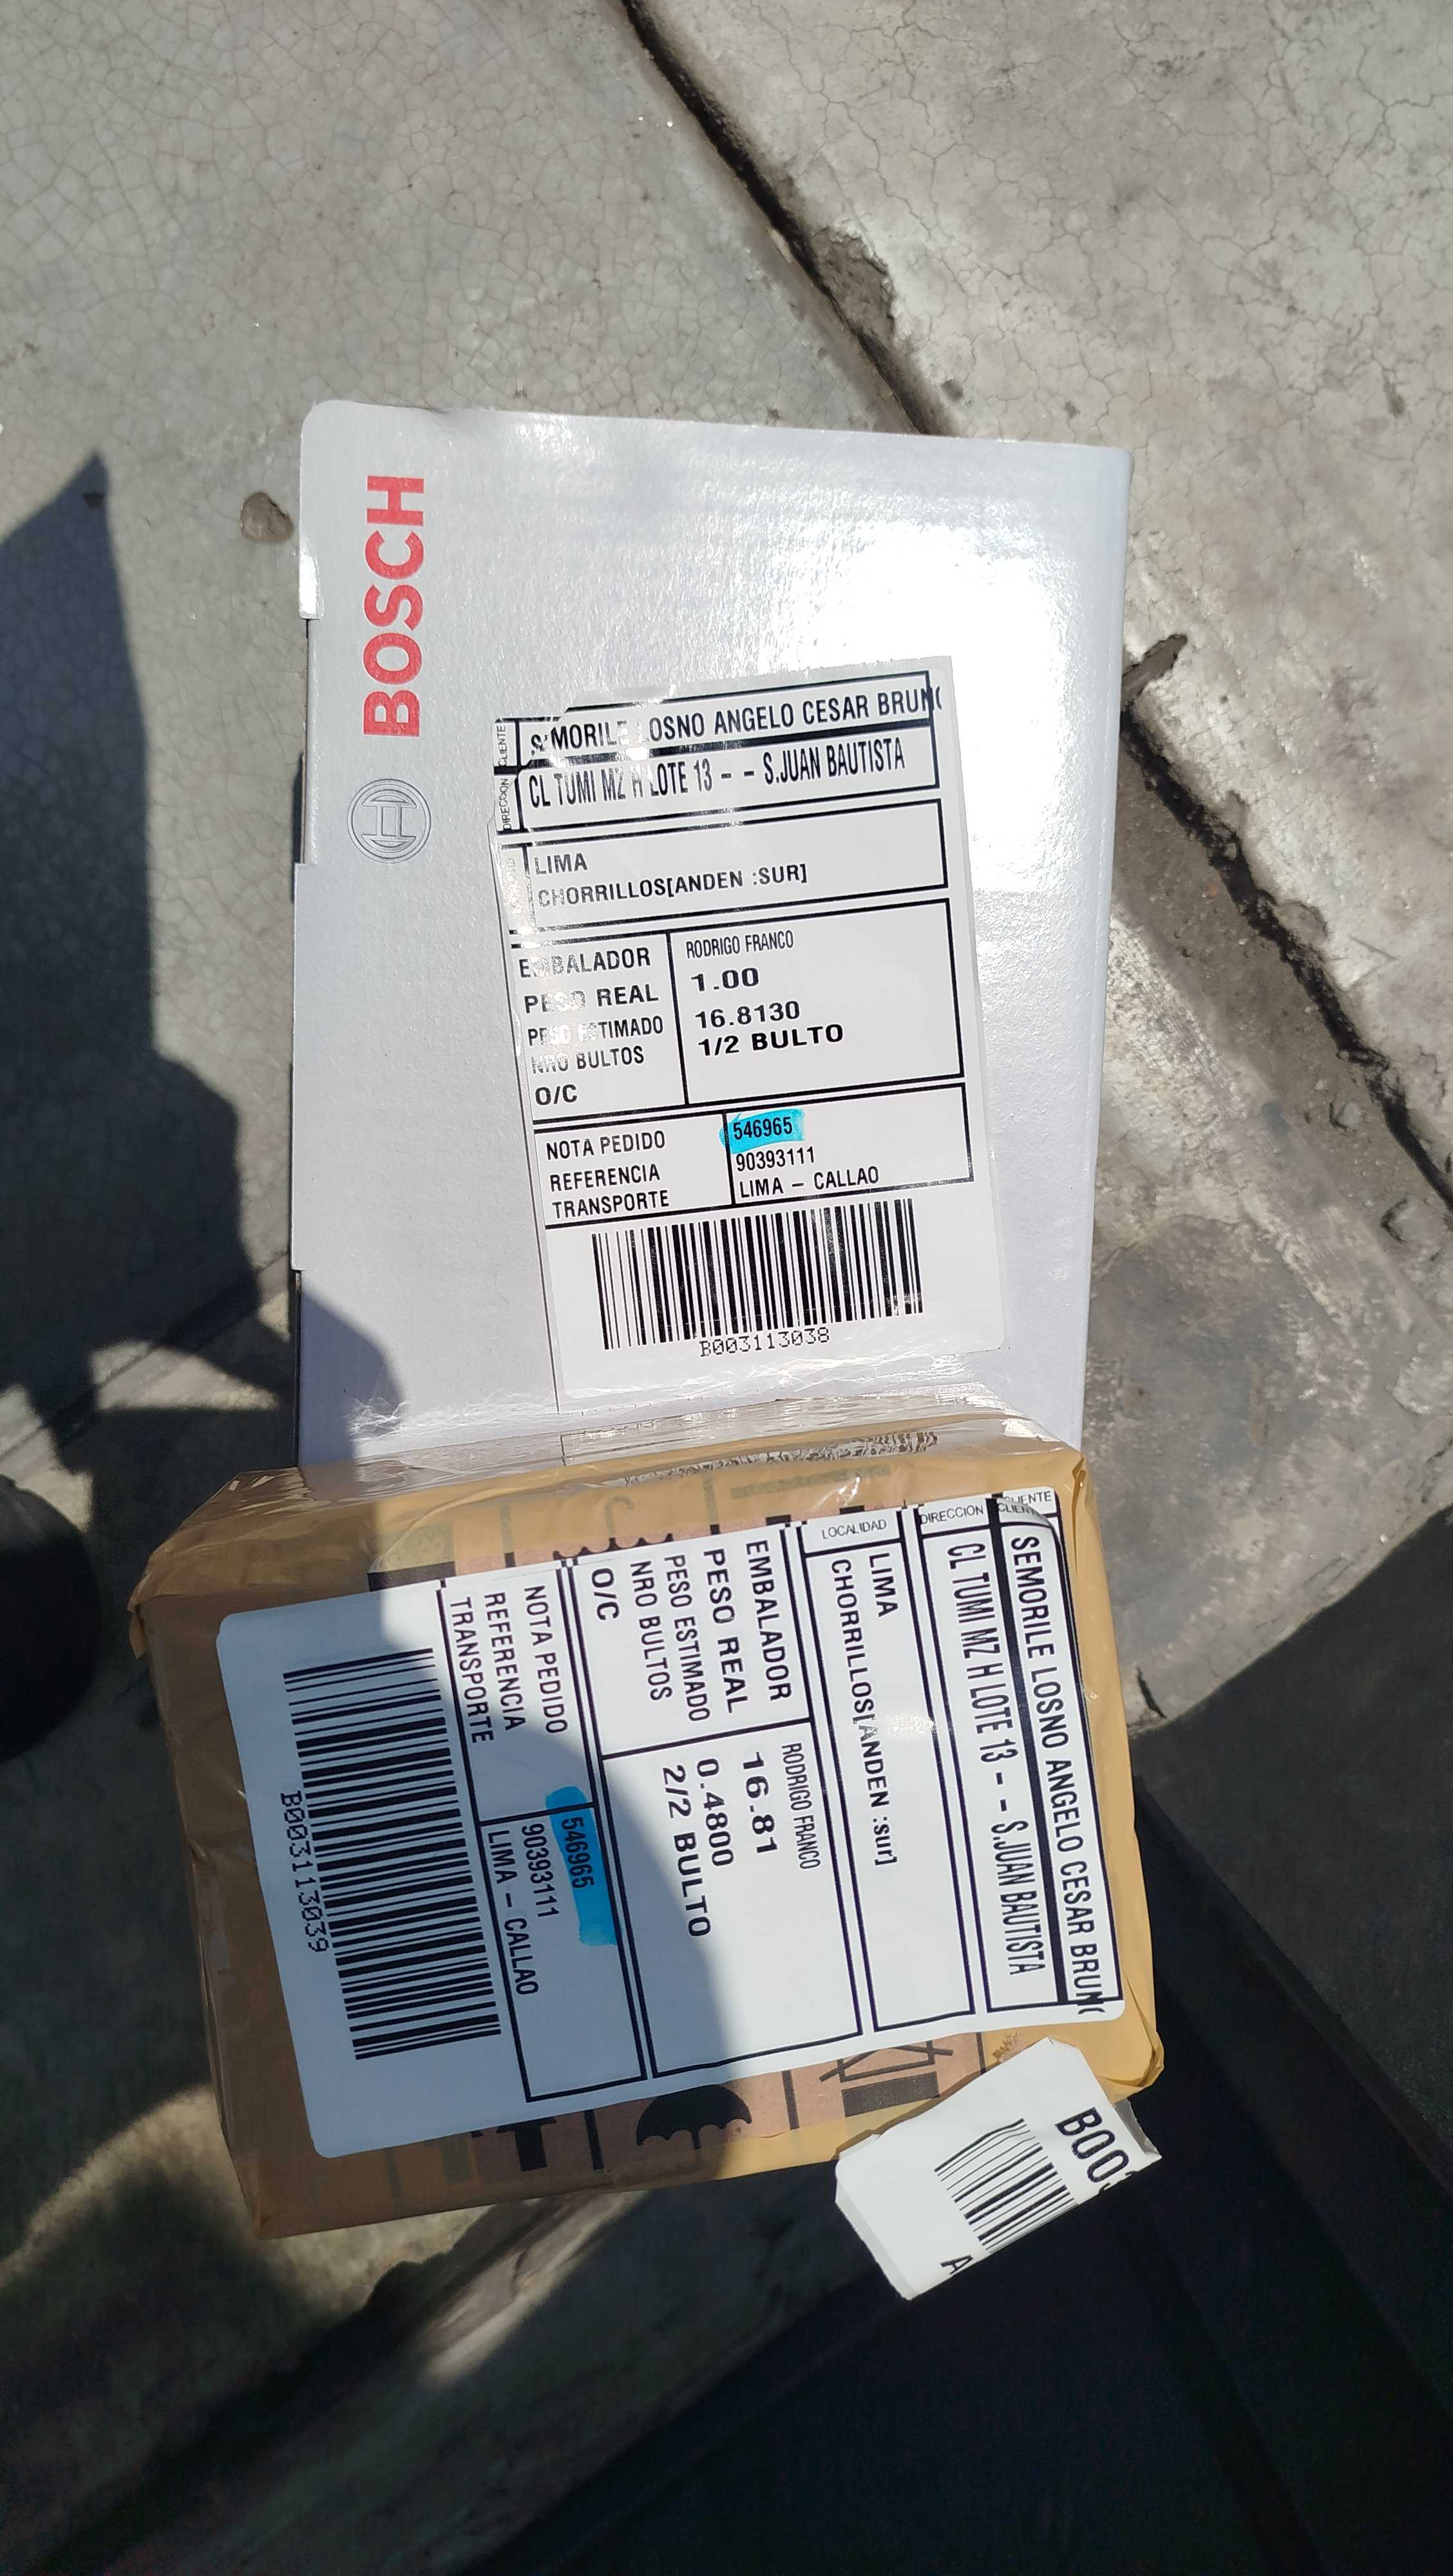 BOSCH
CLIENTE
SEMORILE LOSNO ANGELO CESAR BRUN
DIRECCION
CL TUMI MZ H LOTE 13 - - S.JUAN BAUTISTA
LIMA
CHORRILLOS[ANDEN :SUR]
EMBALADOR RODRIGO FRANCO
PESO REAL 1.00
PESO ESTIMADO 16.8130
NRO BULTOS 1/2 BULTO
O/C
NOTA PEDIDO 546965
REFERENCIA 90393111
TRANSPORTE LIMA - CALLAO
B003113038
CLIENTE
SEMORILE LOSNO ANGELO CESAR BRUN
DIRECCION
CL TUMI MZ H LOTE 13 - - S.JUAN BAUTISTA
LOCALIDAD
LIMA
CHORRILLOS[ANDEN :sur]
EMBALADOR RODRIGO FRANCO
PESO REAL 16.81
PESO ESTIMADO 0.4800
NRO BULTOS 2/2 BULTO
O/C
NOTA PEDIDO 546965
REFERENCIA 90393111
TRANSPORTE LIMA - CALLAO
B003113039
B003
A